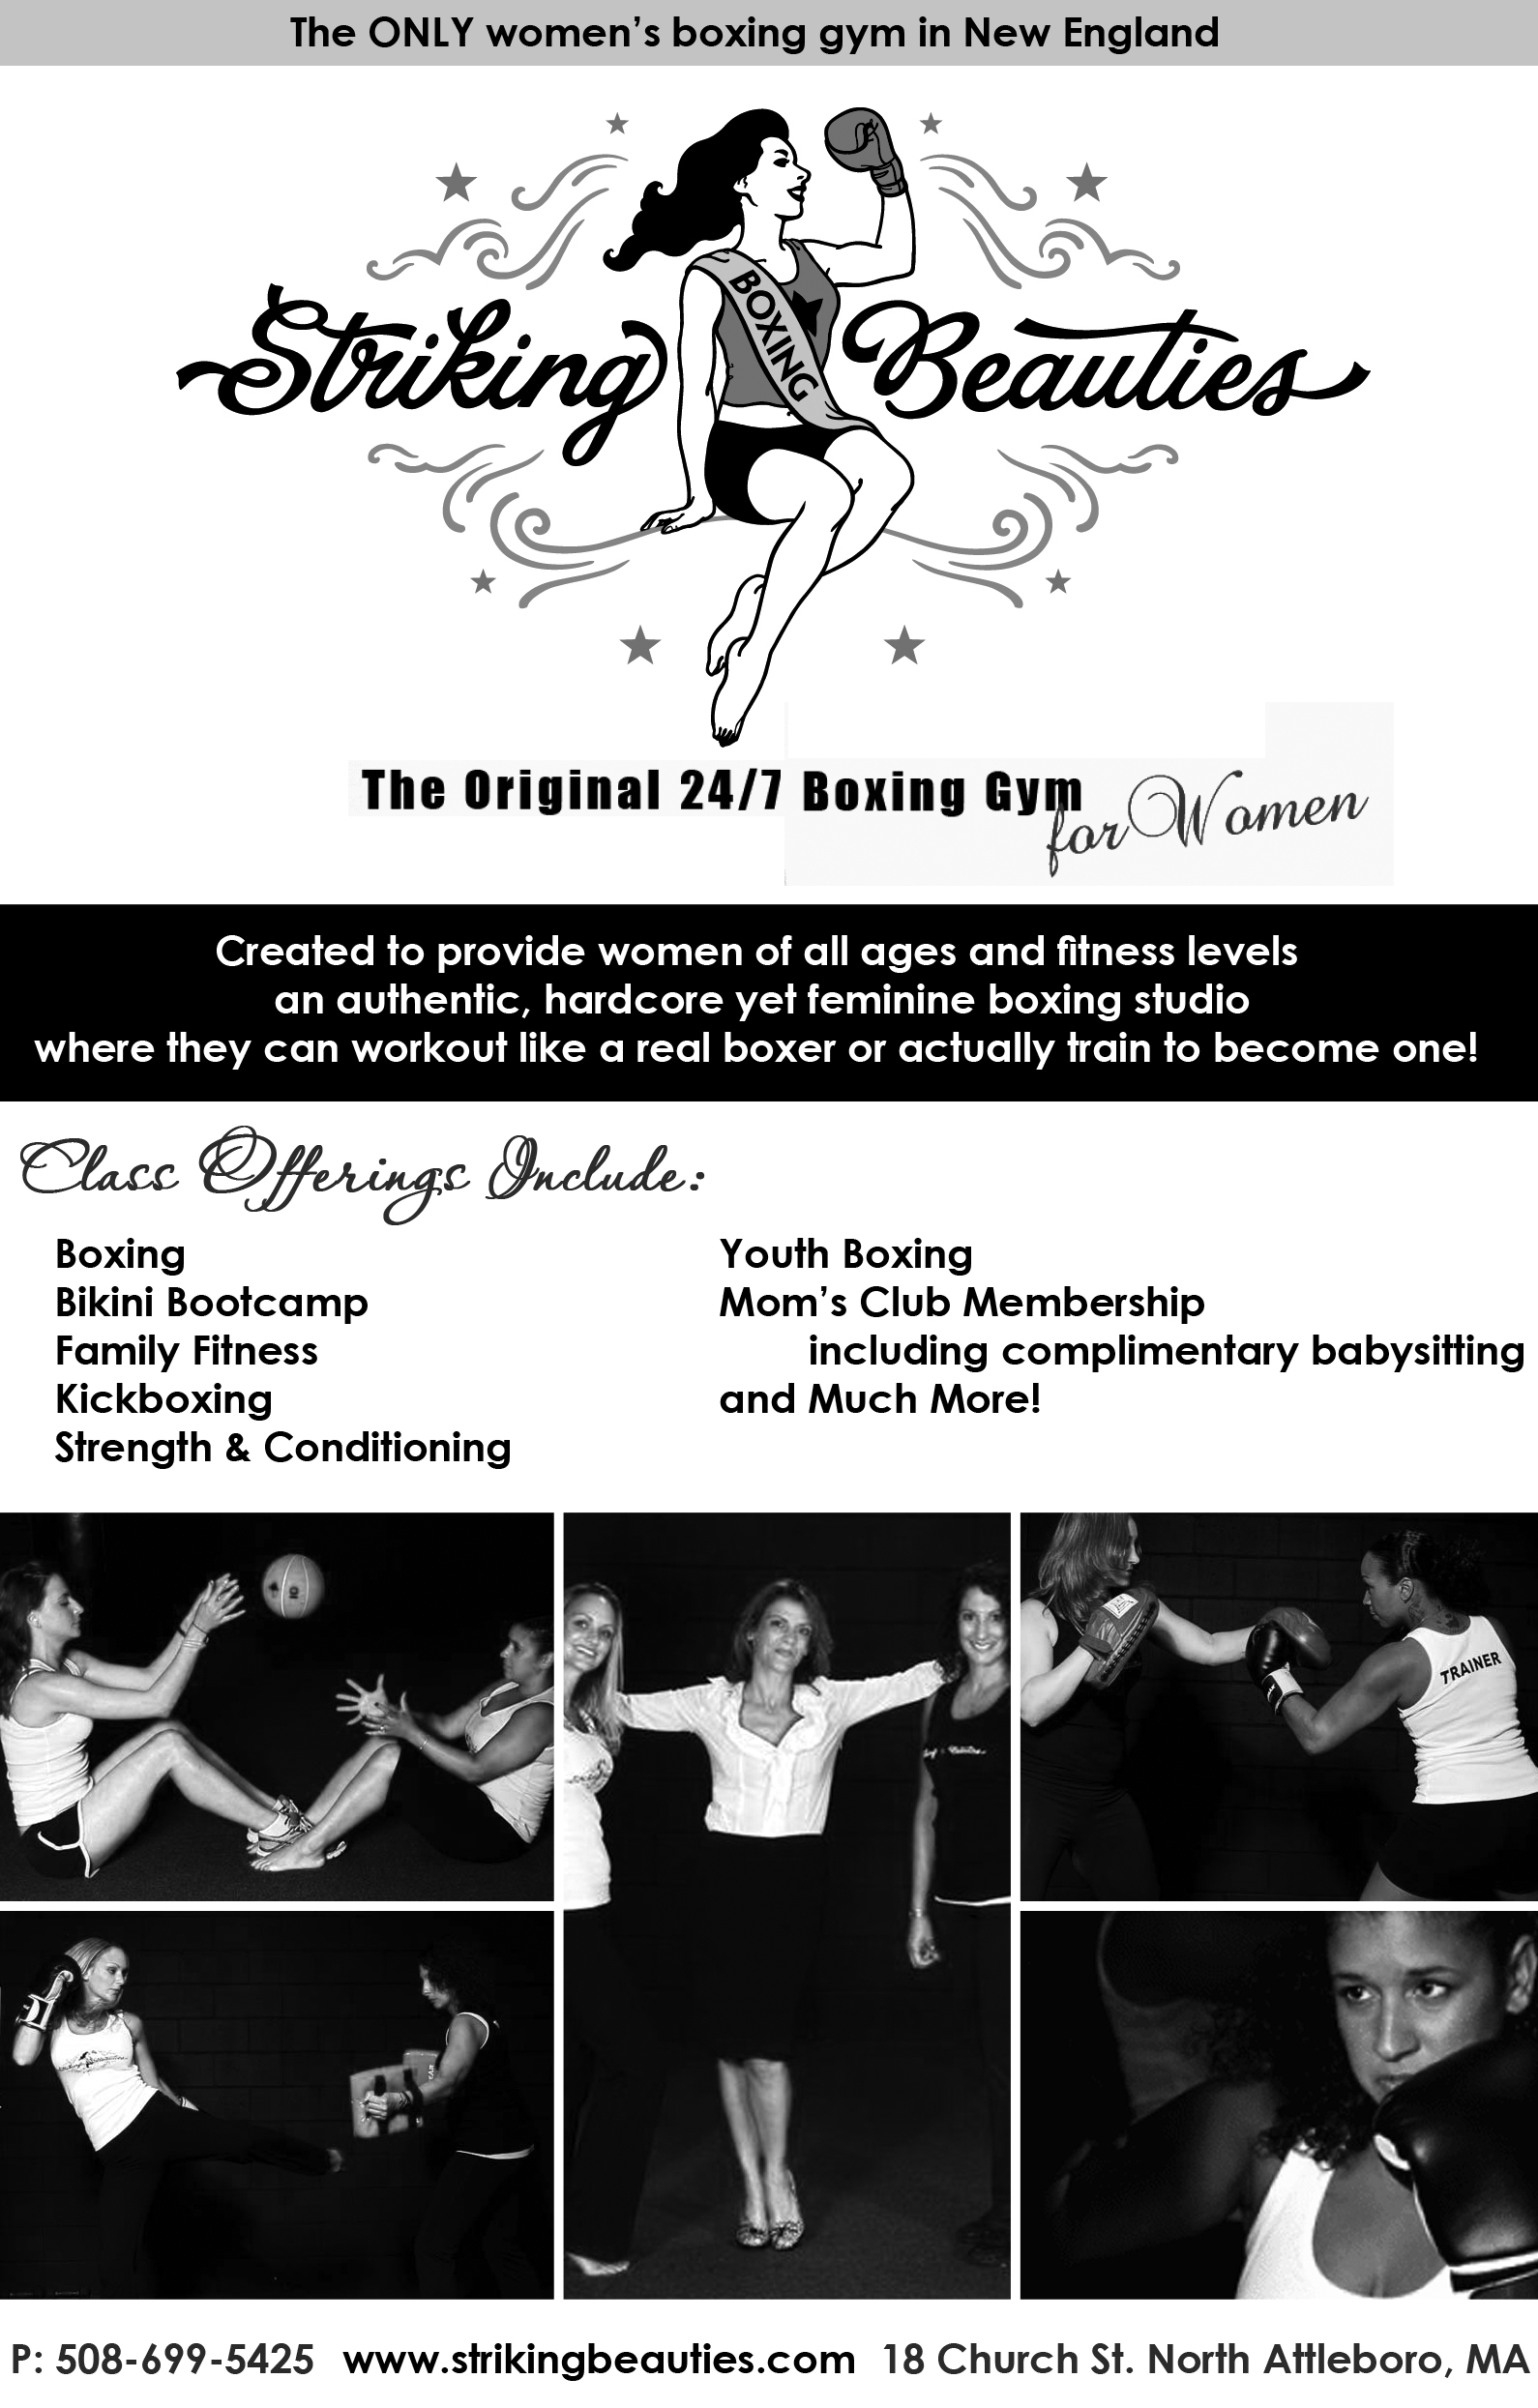 The ONLY women's boxing gym in New England
Striking Beauties
BOXING
The Original 24/7 Boxing Gym
for Women
Created to provide women of all ages and fitness levels
an authentic, hardcore yet feminine boxing studio
where they can workout like a real boxer or actually train to become one!
Class Offerings Include:
Boxing
Bikini Bootcamp
Family Fitness
Kickboxing
Strength & Conditioning
Youth Boxing
Mom's Club Membership
including complimentary babysitting
and Much More!
TRAINER
P: 508-699-5425 www.strikingbeauties.com 18 Church St. North Attleboro, MA